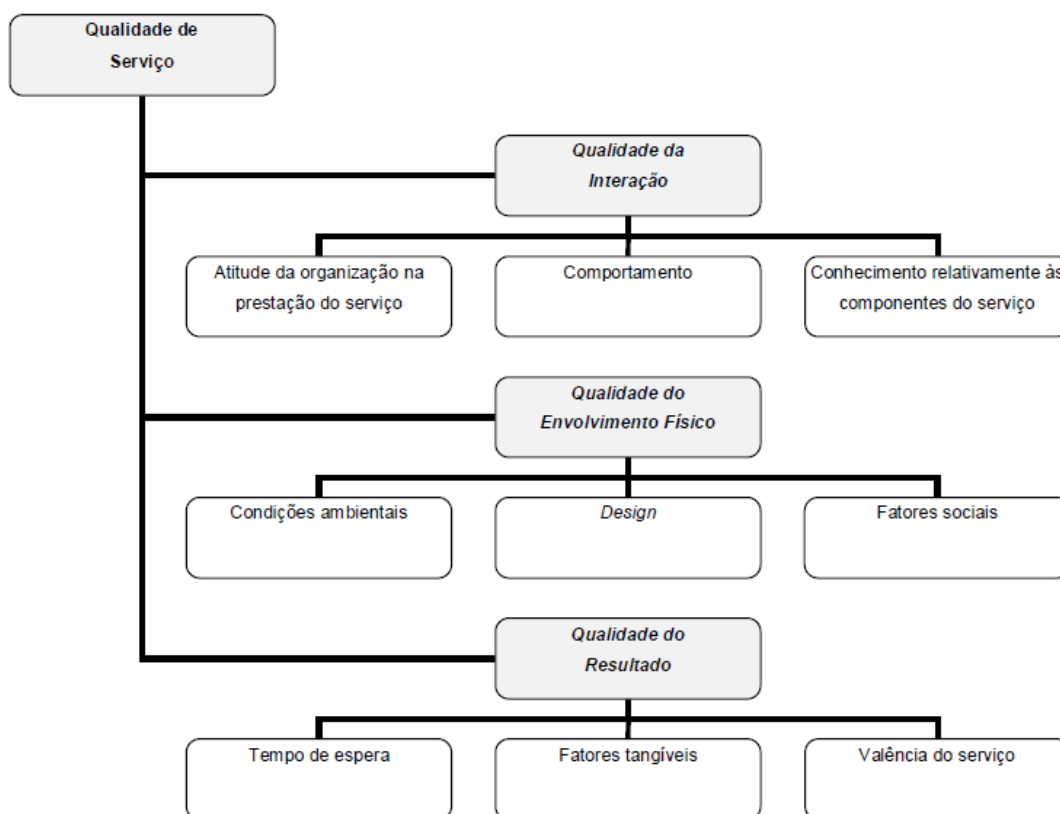 Qualidade de
Serviço
Qualidade da
Interação
Atitude da organização na
prestação do serviço
Comportamento
Conhecimento relativamente às
componentes do serviço
Qualidade do
Envolvimento Físico
Condições ambientais
Design
Fatores sociais
Qualidade do
Resultado
Tempo de espera
Fatores tangíveis
Valência do serviço